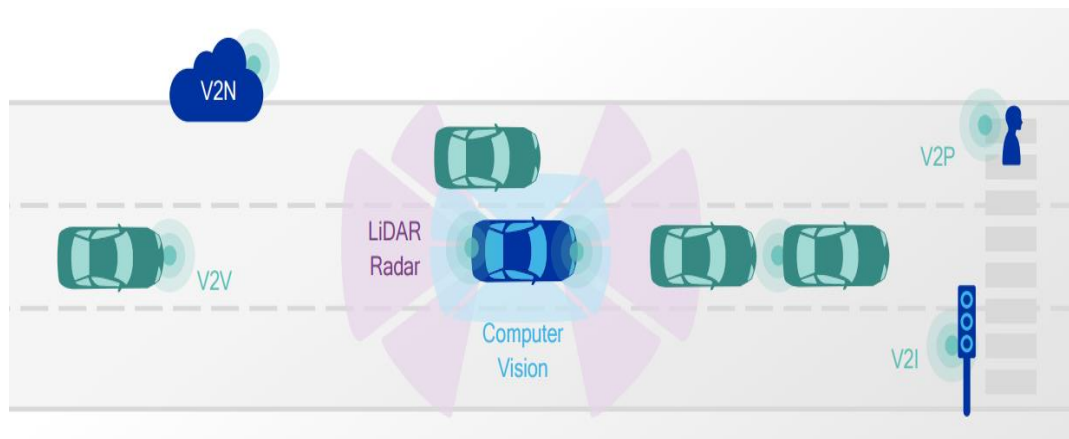 V2N
V2P
LiDAR
Radar
V2V
Computer
Vision
V2I